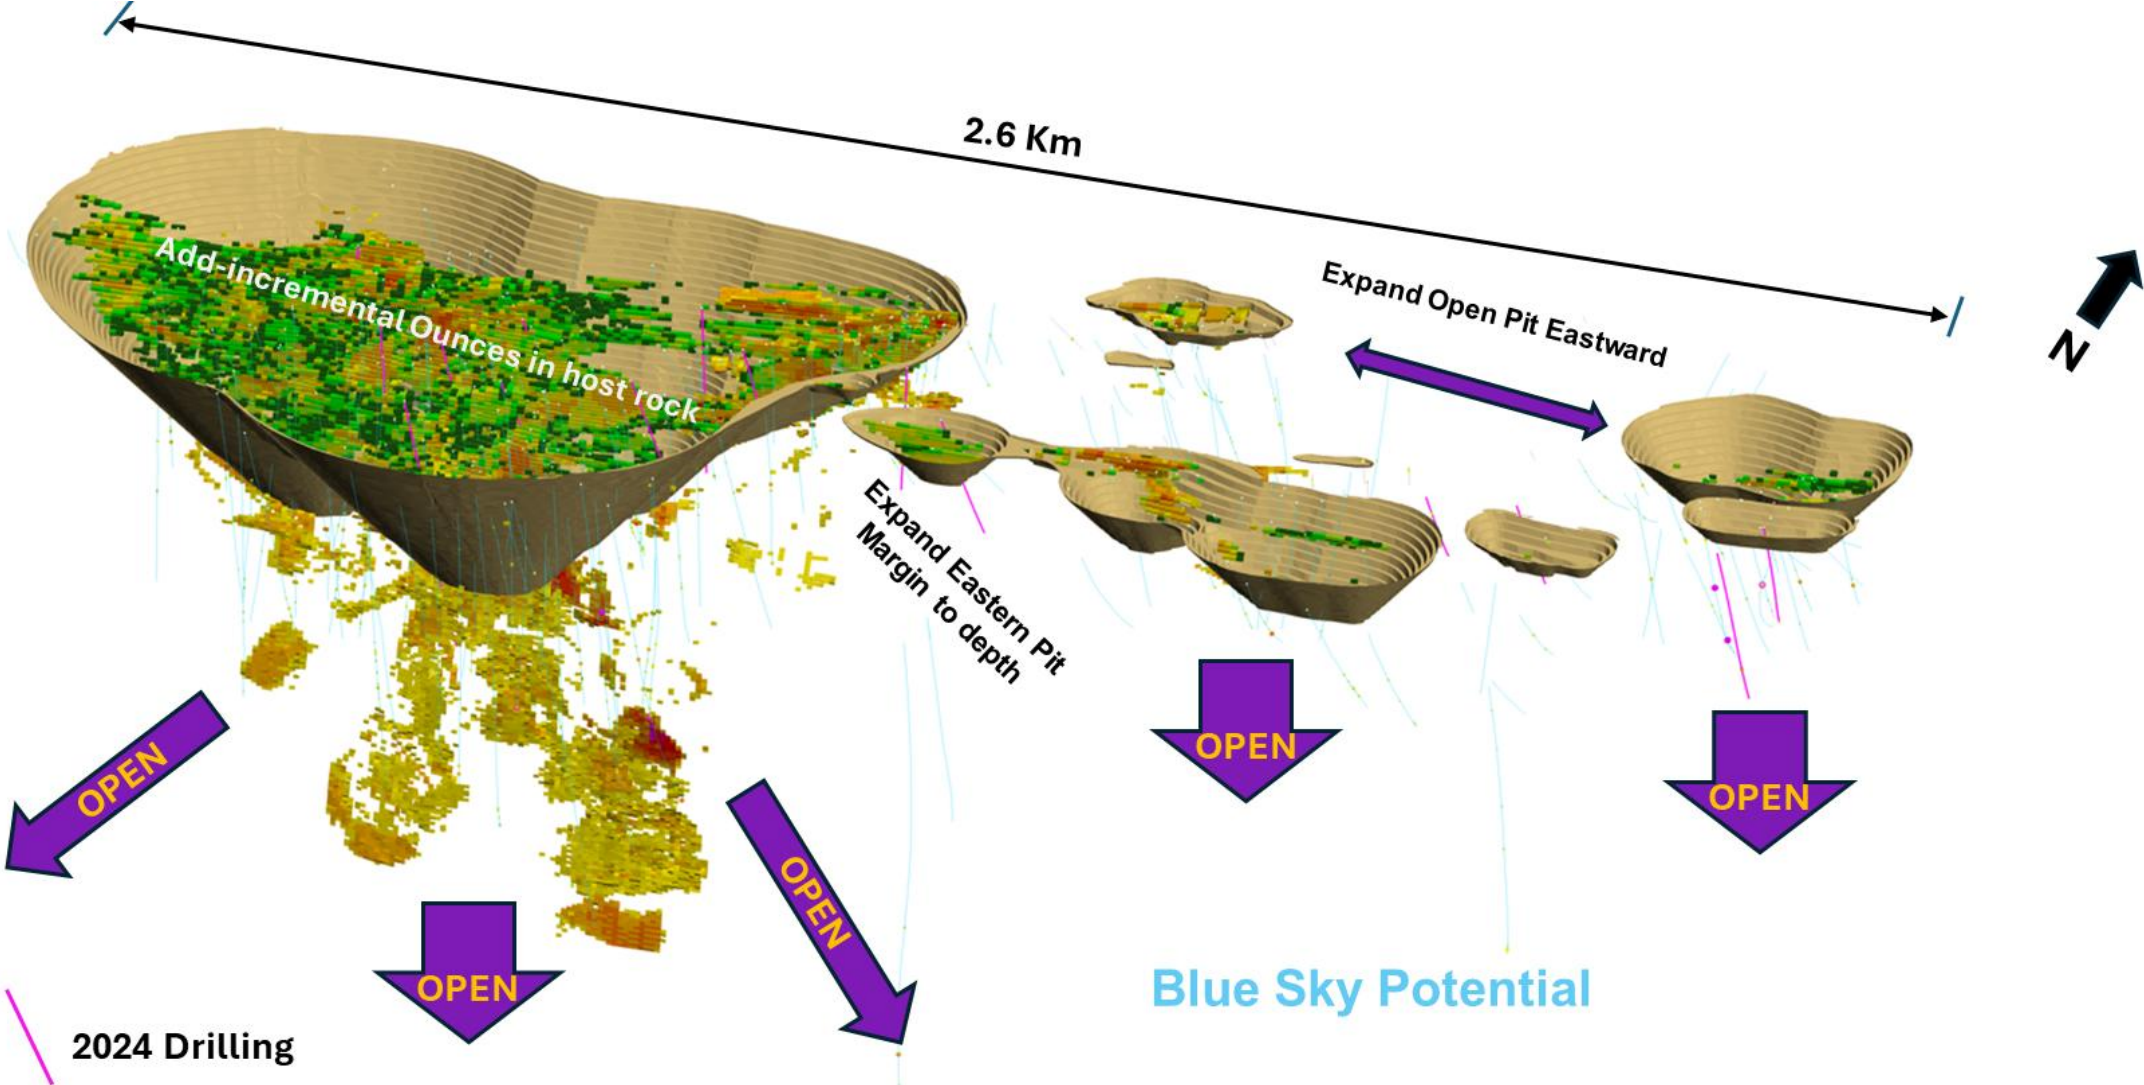 2.6 Km
Expand Open Pit Eastward
N
Add-incremental Ounces in host rock
Expand Eastern Pit
Margin to depth
OPEN
OPEN
OPEN
OPEN
OPEN
Blue Sky Potential
2024 Drilling